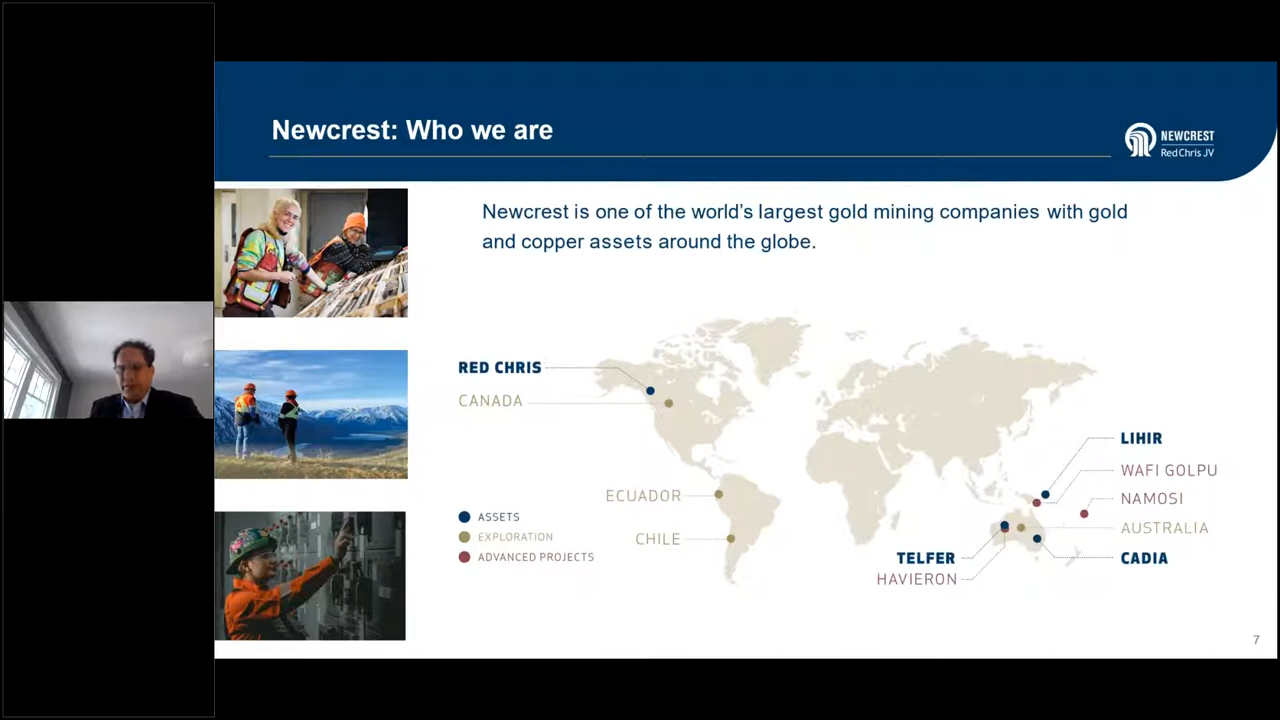 Newcrest: Who we are
NEWCREST
Red Chris JV
Newcrest is one of the world's largest gold mining companies with gold
and copper assets around the globe.
RED CHRIS
CANADA
ECUADOR
CHILE
ASSETS
EXPLORATION
ADVANCED PROJECTS
LIHIR
WAFI GOLPU
NAMOSI
AUSTRALIA
TELFER
CADIA
HAVIERON
7